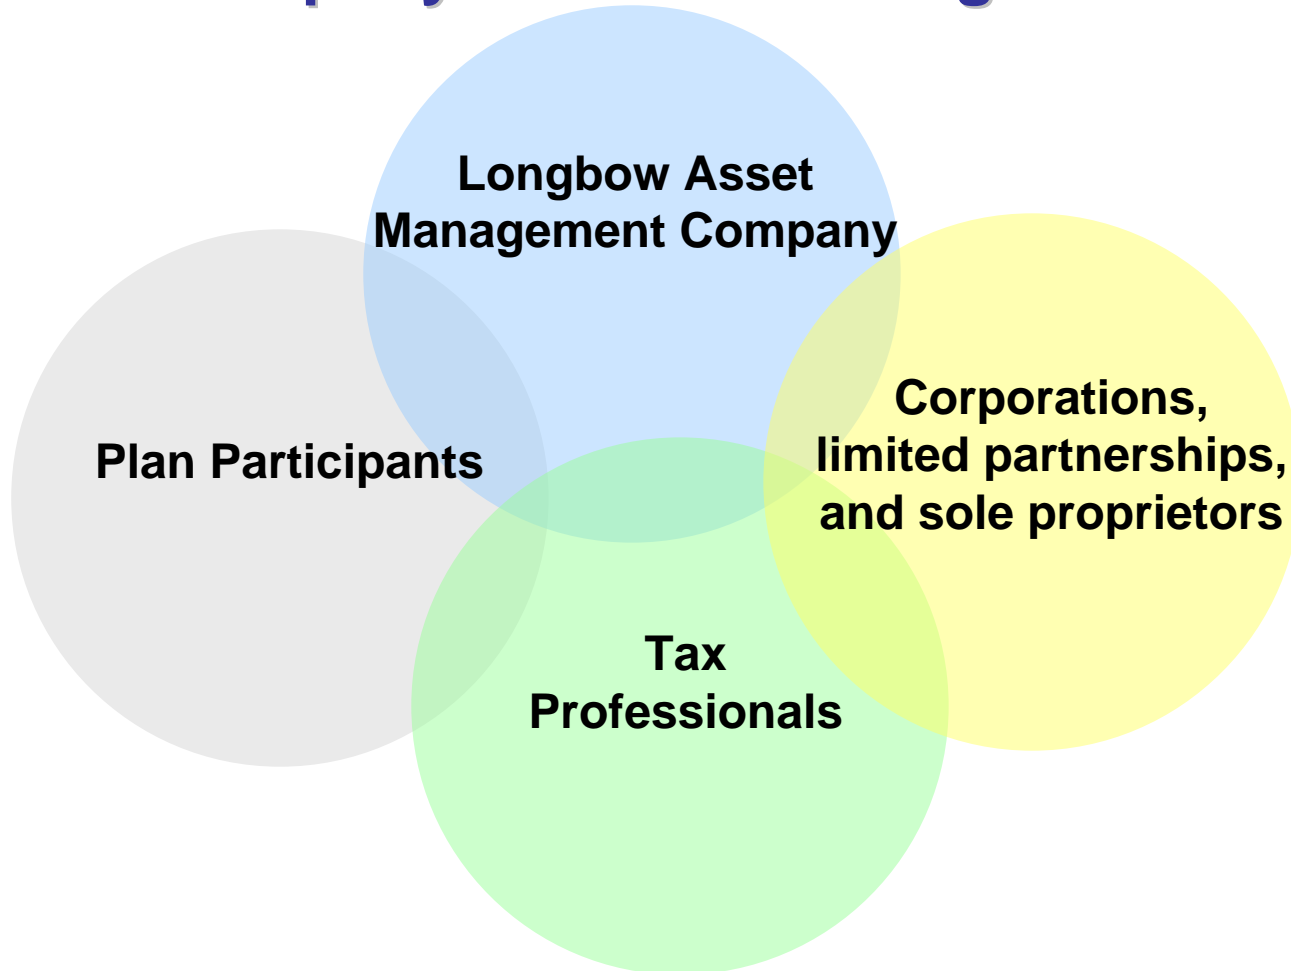 Longbow Asset
Management Company
Plan Participants
Corporations,
limited partnerships,
and sole proprietors
Tax
Professionals